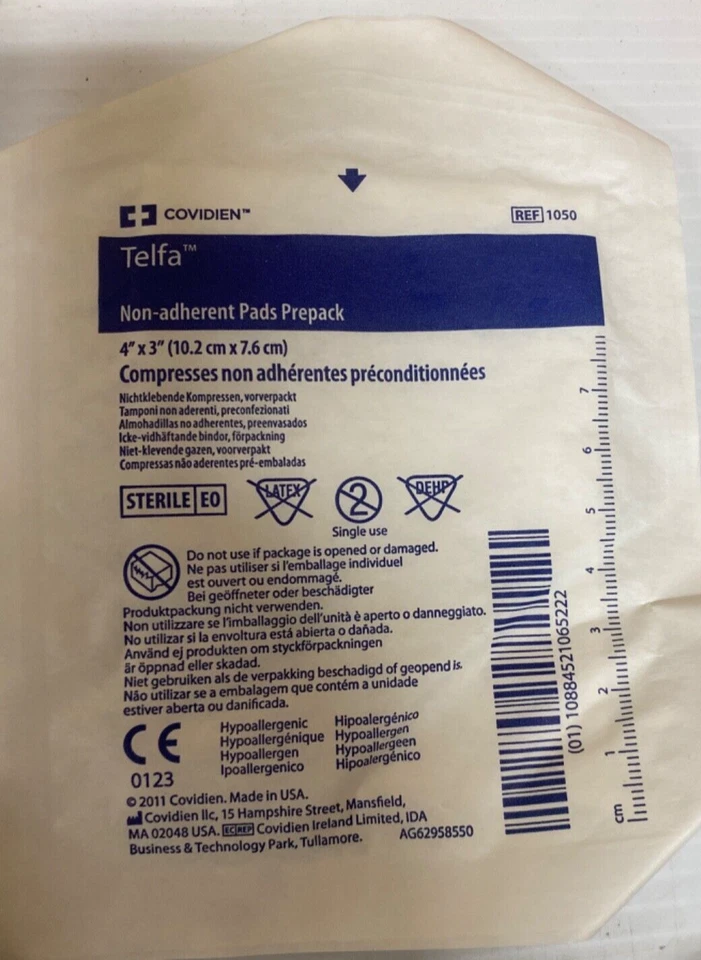 COVIDIEN™
REF 1050
Telfa™
Non-adherent Pads Prepack
4” x 3” (10.2 cm x 7.6 cm)
Compresses non adhérentes préconditionnées
Nichtklebende Kompressen, vorverpackt
Tamponi non aderenti, preconfezionati
Almohadillas no adherentes, preenvasados
Icke-vidhäftande bindor, förpackning
Niet-klevende gazen, voorverpakt
Compressas não aderentes pré-embaladas
STERILE EO
LATEX
2
DEHP
Single use
Do not use if package is opened or damaged.
Ne pas utiliser si l'emballage individuel
est ouvert ou endommagé.
Bei geöffneter oder beschädigter
Produktpackung nicht verwenden.
Non utilizzare se l'imballaggio dell'unità è aperto o danneggiato.
No utilizar si la envoltura está abierta o dañada.
Använd ej produkten om styckförpackningen
är öppnad eller skadad.
Niet gebruiken als de verpakking beschadigd of geopend is.
Não utilizar se a embalagem que contém a unidade
estiver aberta ou danificada.
CE
0123
Hypoallergenic
Hypoallergénique
Hypoallergen
Ipoallergenico
Hipoalergénico
Hypoallergen
Hypoallergeen
Hipoalergénico
© 2011 Covidien. Made in USA.
Covidien llc, 15 Hampshire Street, Mansfield,
MA 02048 USA. EC REP Covidien Ireland Limited, IDA
Business & Technology Park, Tullamore.
AG62958550
(01) 10884521065222
7
6
5
4
3
2
1
cm